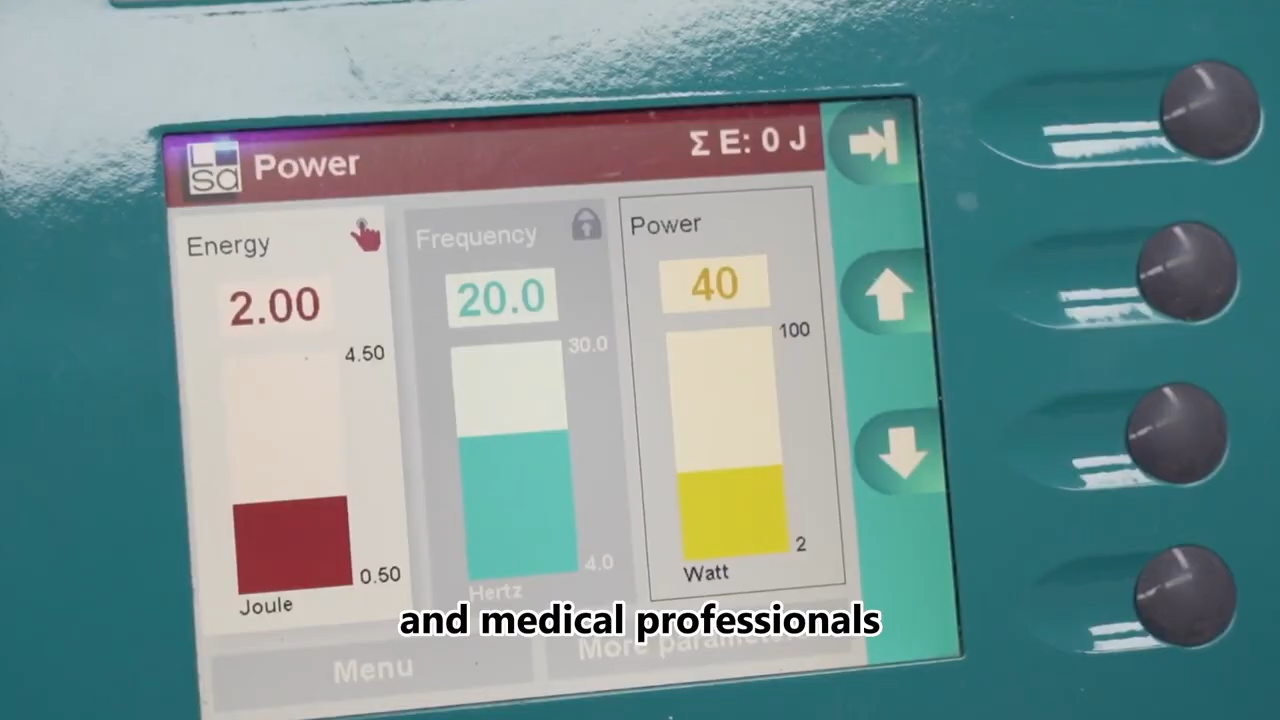 LSa
Power
Σ E: 0 J
Energy
2.00
4.50
0.50
Joule
Frequency
20.0
30.0
4.0
Hertz
Power
40
100
2
Watt
Menu
and medical professionals